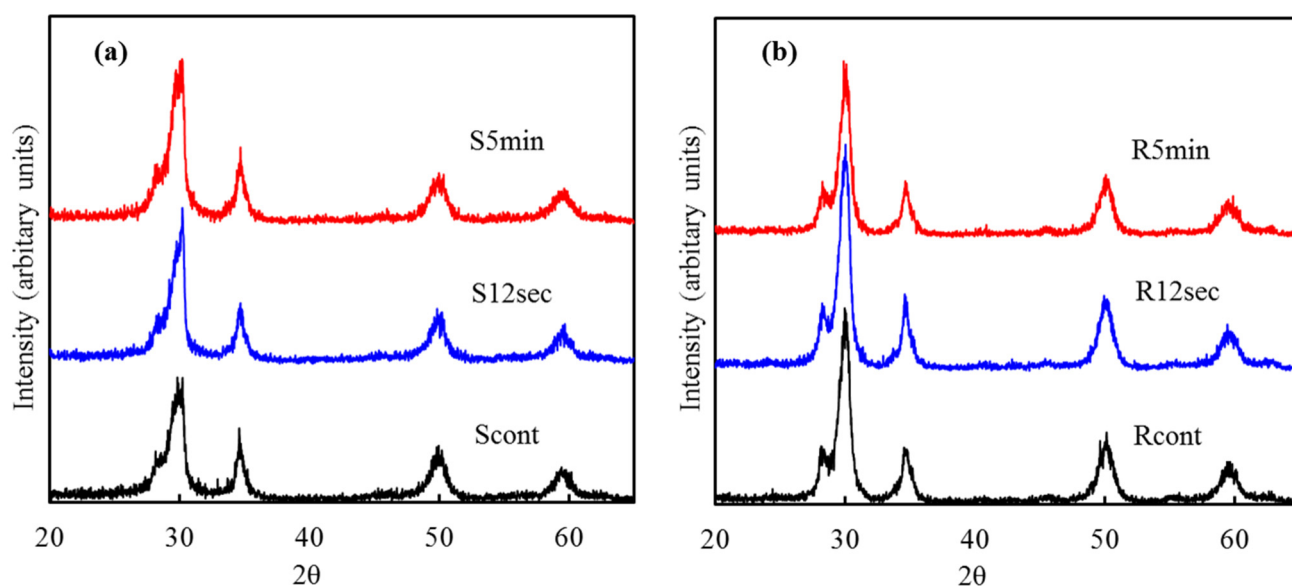 (a)
Intensity (arbitary units)
S5min
S12sec
Scont
20 30 40 50 60
2θ
(b)
Intensity (arbitary units)
R5min
R12sec
Rcont
20 30 40 50 60
2θ